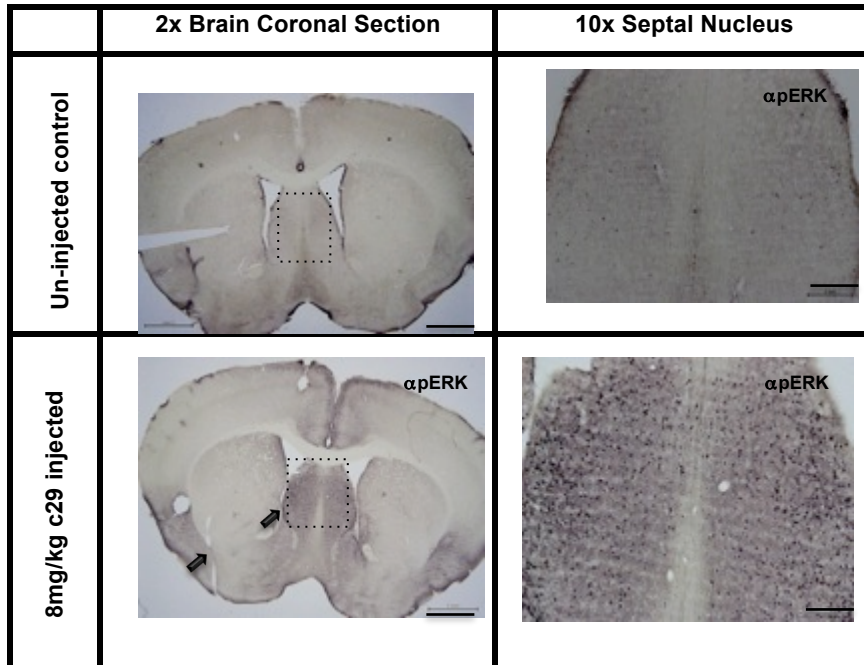 2x Brain Coronal Section
10x Septal Nucleus
Un-injected control
αpERK
8mg/kg c29 injected
αpERK
αpERK